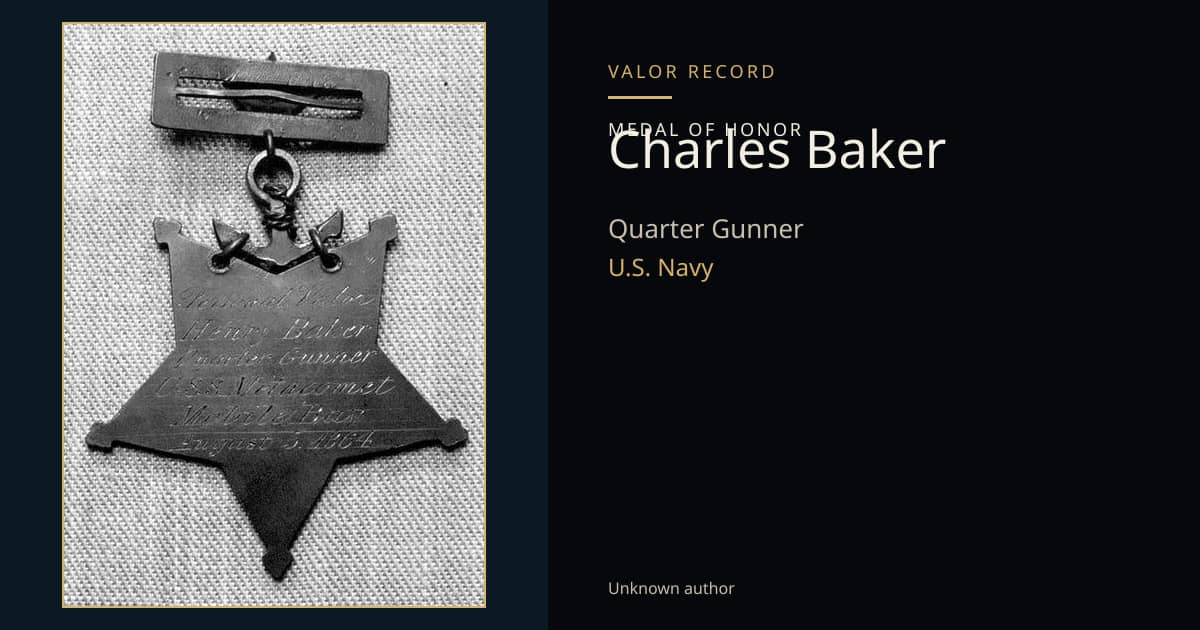 Personal Valor
Henry Baker
Quarter Gunner
U.S.S. Metacomet
Mobile Bay
August 5, 1864
VALOR RECORD
MEDAL OF HONOR
Charles Baker
Quarter Gunner
U.S. Navy
Unknown author